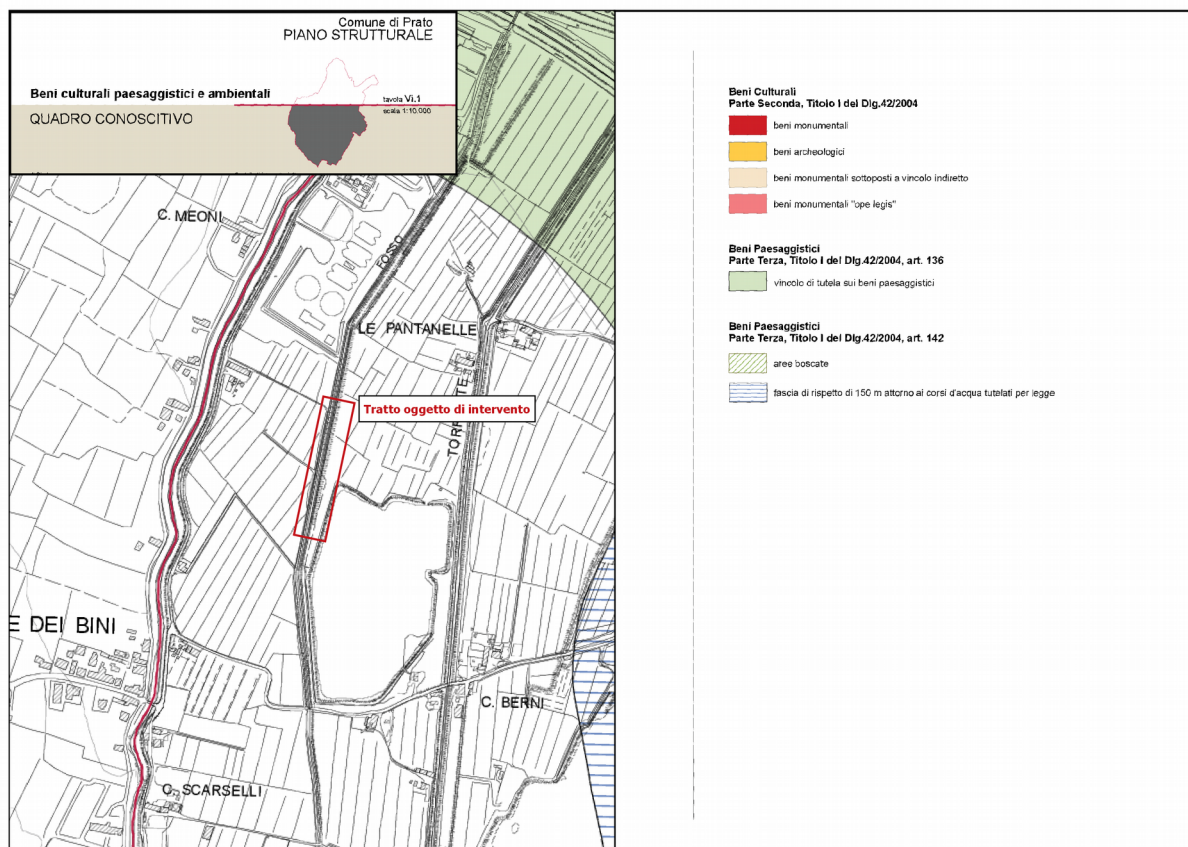 Comune di Prato
PIANO STRUTTURALE
Beni culturali paesaggistici e ambientali
tavola Vi.1
scala 1:10.000
QUADRO CONOSCITIVO
C. MEONI
FOSSO
LE PANTANELLE
Tratto oggetto di intervento
E DEI BINI
C. BERNI
C. SCARSELLI
Beni Culturali
Parte Seconda, Titolo I del Dlg.42/2004
beni monumentali
beni archeologici
beni monumentali sottoposti a vincolo indiretto
beni monumentali "ope legis"
Beni Paesaggistici
Parte Terza, Titolo I del Dlg.42/2004, art. 136
vincolo di tutela sui beni paesaggistici
Beni Paesaggistici
Parte Terza, Titolo I del Dlg.42/2004, art. 142
aree boscate
fascia di rispetto di 150 m attorno ai corsi d'acqua tutelati per legge